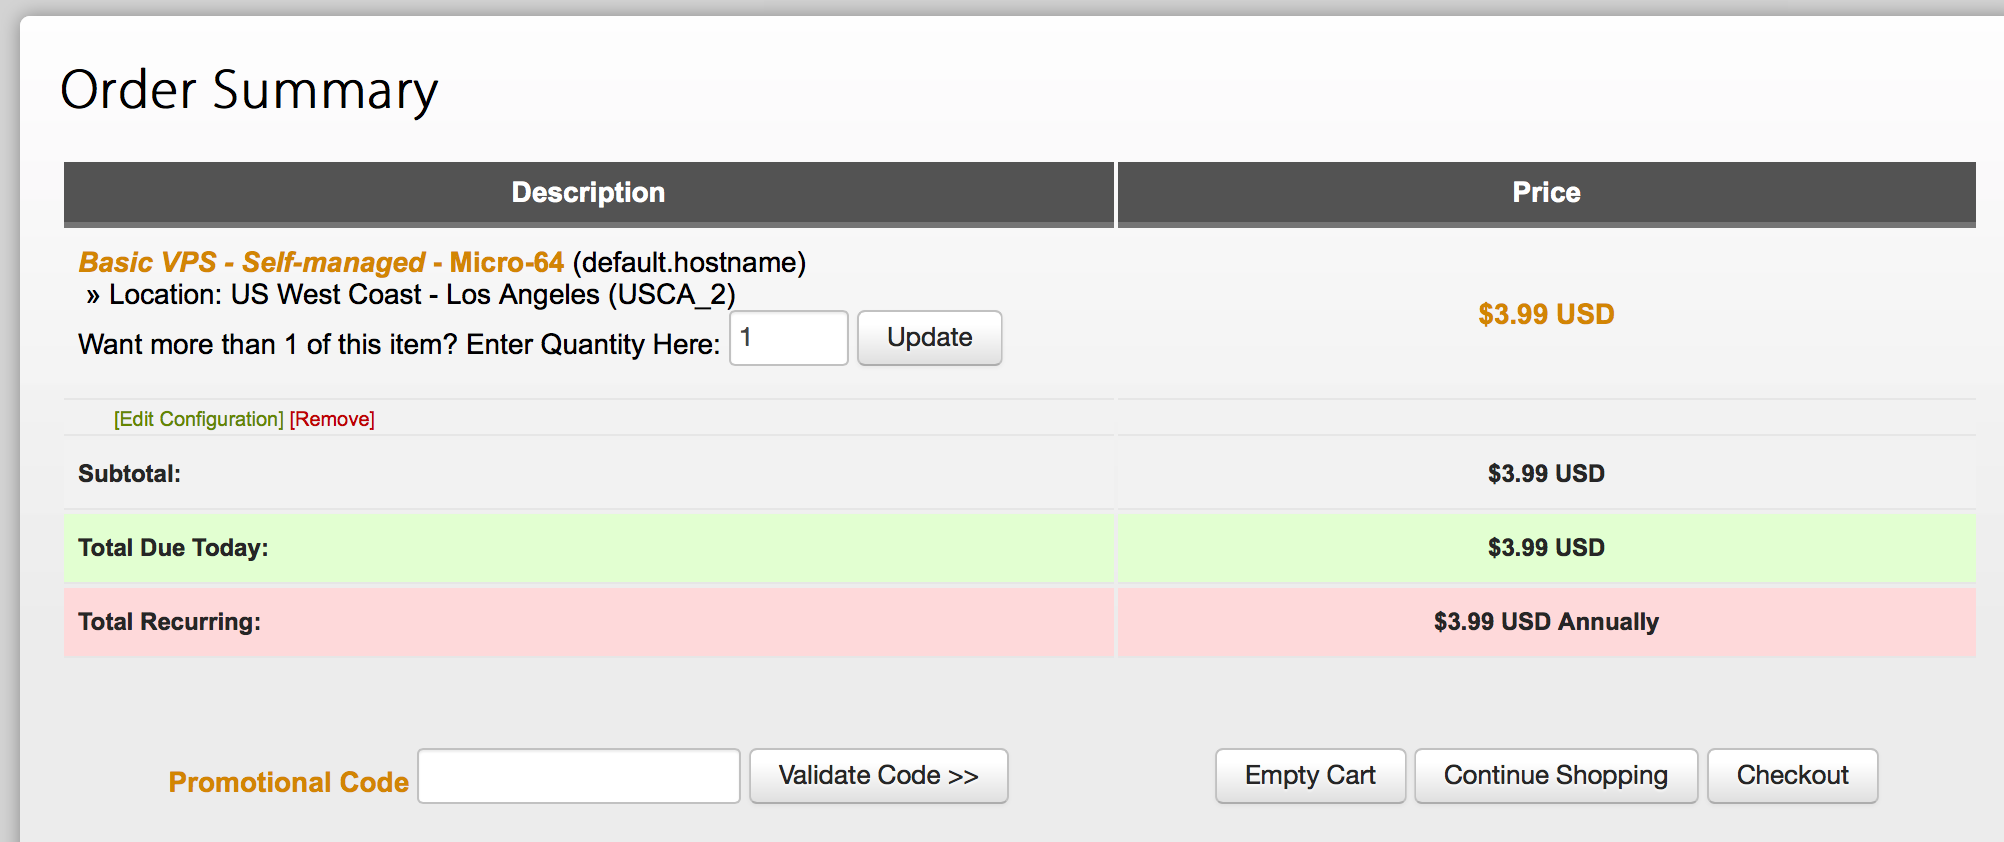 Order Summary
Description
Price
Basic VPS - Self-managed - Micro-64 (default.hostname)
» Location: US West Coast - Los Angeles (USCA_2)
Want more than 1 of this item? Enter Quantity Here: 1 Update
$3.99 USD
[Edit Configuration] [Remove]
Subtotal: $3.99 USD
Total Due Today: $3.99 USD
Total Recurring: $3.99 USD Annually
Promotional Code Validate Code >> Empty Cart Continue Shopping Checkout